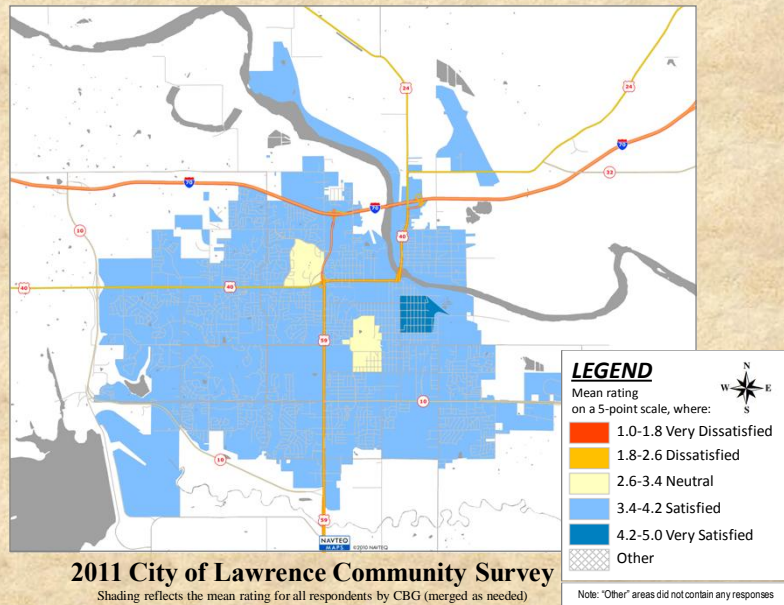 24
24
70
70
32
10
70
40
40
40
59
10
10
59
NAVTEQ
MAPS ©2010 NAVTEQ
LEGEND
Mean rating
on a 5-point scale, where:
N
W E
S
1.0-1.8 Very Dissatisfied
1.8-2.6 Dissatisfied
2.6-3.4 Neutral
3.4-4.2 Satisfied
4.2-5.0 Very Satisfied
Other
2011 City of Lawrence Community Survey
Shading reflects the mean rating for all respondents by CBG (merged as needed)
Note: "Other" areas did not contain any responses